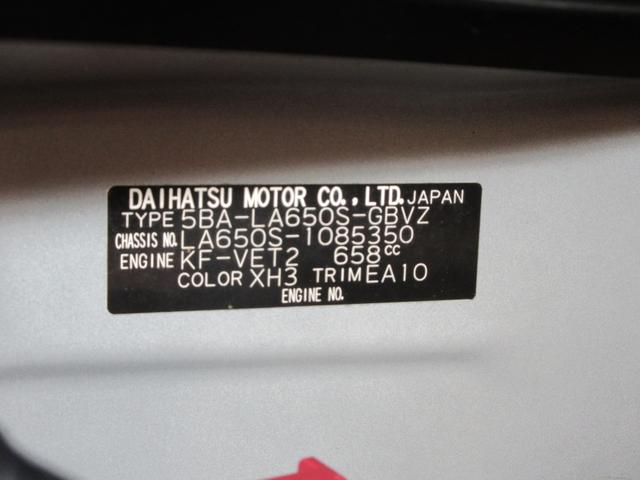 DAIHATSU MOTOR CO., LTD. JAPAN
TYPE 5BA-LA650S-GBVZ
CHASSIS NO. LA650S-1085350
ENGINE KF-VET2 658cc
COLOR XH3 TRIM EA10
ENGINE NO.